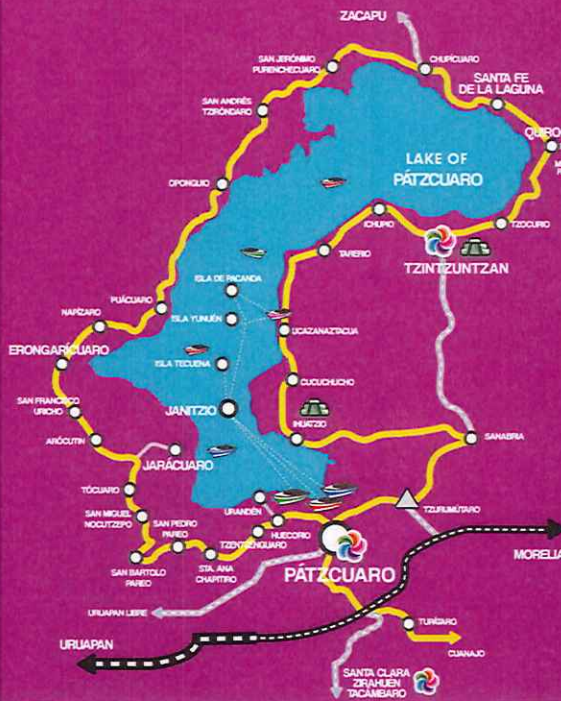 ZACAPU
SAN JERÓNIMO
PURENCHECUARO
CHUPÍCUARO
SANTA FE
DE LA LAGUNA
SAN ANDRÉS
TZIRÓNDARO
QUIRO
LAKE OF
PÁTZCUARO
OPONGUIO
ICHUPIO
TZOCURIO
TARERIO
TZINTZUNTZAN
ISLA DE PACANDA
PUÁCUARO
NAPÍZARO
ISLA YUNUÉN
UCAZANAZTACUA
ERONGARÍCUARO
ISLA TECUENA
CUCUCHUCHO
SAN FRANCISCO
URICHO
JANITZIO
IHUATZIO
ARÓCUTIN
SANABRIA
JARÁCUARO
TÓCUARO
URANDÉN
TZURUMÚTARO
SAN MIGUEL
NOCUTZEPO
SAN PEDRO
PAREO
HUECORIO
TZENTZENGUARO
MORELIA
SAN BARTOLO
PAREO
STA. ANA
CHAPITIRO
PÁTZCUARO
URUAPAN LIBRE
TURÍTARO
URUAPAN
CUANAJO
SANTA CLARA
ZIRAHUEN
TACÁMBARO